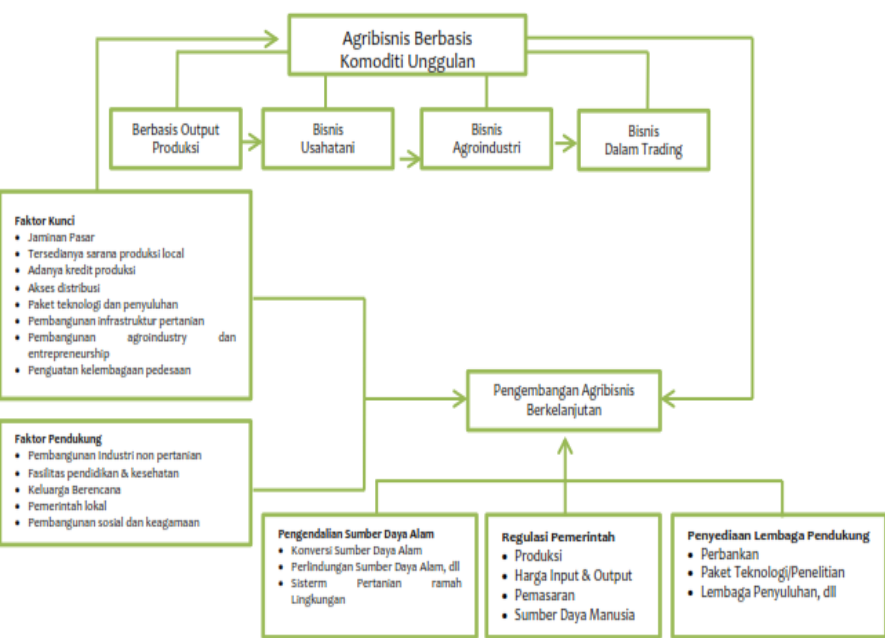 Agribisnis Berbasis
Komoditi Unggulan
Berbasis Output
Produksi
Bisnis
Usahatani
Bisnis
Agroindustri
Bisnis
Dalam Trading
Faktor Kunci
• Jaminan Pasar
• Tersedianya sarana produksi local
• Adanya kredit produksi
• Akses distribusi
• Paket teknologi dan penyuluhan
• Pembangunan infrastruktur pertanian
• Pembangunan agroindustry dan
entrepreneurship
• Penguatan kelembagaan pedesaan
Pengembangan Agribisnis
Berkelanjutan
Faktor Pendukung
• Pembangunan industri non pertanian
• Fasilitas pendidikan & kesehatan
• Keluarga Berencana
• Pemerintah lokal
• Pembangunan sosial dan keagamaan
Pengendalian Sumber Daya Alam
• Konversi Sumber Daya Alam
• Perlindungan Sumber Daya Alam, dll
• Sisterm Pertanian ramah
Lingkungan
Regulasi Pemerintah
• Produksi
• Harga Input & Output
• Pemasaran
• Sumber Daya Manusia
Penyediaan Lembaga Pendukung
• Perbankan
• Paket Teknologi/Penelitian
• Lembaga Penyuluhan, dll